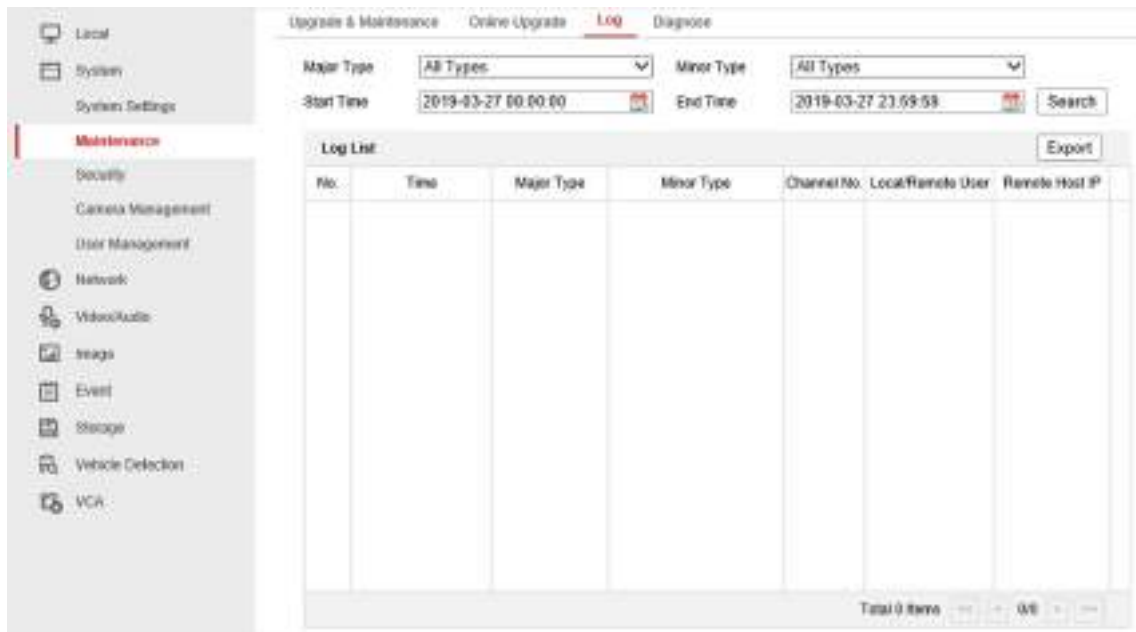 Local
System
System Settings
Maintenance
Security
Camera Management
User Management
Network
Video/Audio
Image
Event
Storage
Vehicle Detection
VCA
Upgrade & Maintenance Online Upgrade Log Diagnose
Major Type All Types Minor Type All Types
Start Time 2019-03-27 00:00:00 End Time 2019-03-27 23:59:59 Search
Log List Export
No. Time Major Type Minor Type Channel No. Local/Remote User Remote Host IP
Total 0 Items << < 0/0 > >>